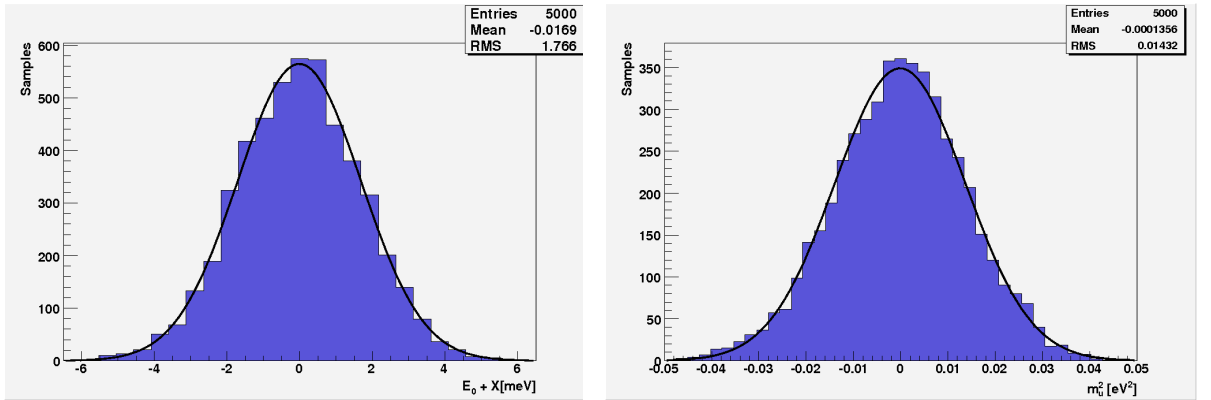 Entries 5000
Mean -0.0169
RMS 1.766
Samples
600
500
400
300
200
100
0
-6 -4 -2 0 2 4 6
E₀ + X[meV]
Entries 5000
Mean -0.0001356
RMS 0.01432
Samples
350
300
250
200
150
100
50
0
-0.05 -0.04 -0.03 -0.02 -0.01 0 0.01 0.02 0.03 0.04 0.05
m²ᵤ [eV²]